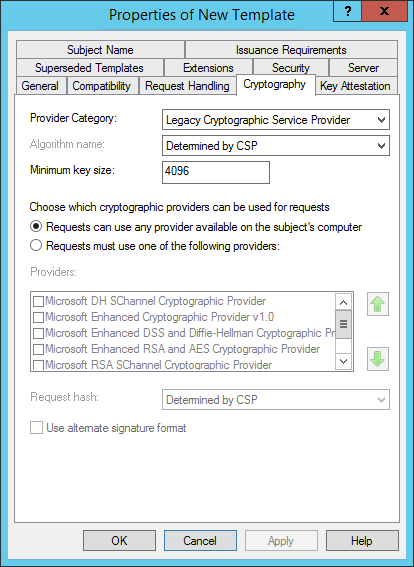 Properties of New Template
?
x
Subject Name
Issuance Requirements
Superseded Templates
Extensions
Security
Server
General
Compatibility
Request Handling
Cryptography
Key Attestation
Provider Category:
Legacy Cryptographic Service Provider
Algorithm name:
Determined by CSP
Minimum key size:
4096
Choose which cryptographic providers can be used for requests
Requests can use any provider available on the subject's computer
Requests must use one of the following providers:
Providers:
Microsoft DH SChannel Cryptographic Provider
Microsoft Enhanced Cryptographic Provider v1.0
Microsoft Enhanced DSS and Diffie-Hellman Cryptographic Pr
Microsoft Enhanced RSA and AES Cryptographic Provider
Microsoft RSA SChannel Cryptographic Provider
Request hash:
Determined by CSP
Use alternate signature format
OK
Cancel
Apply
Help